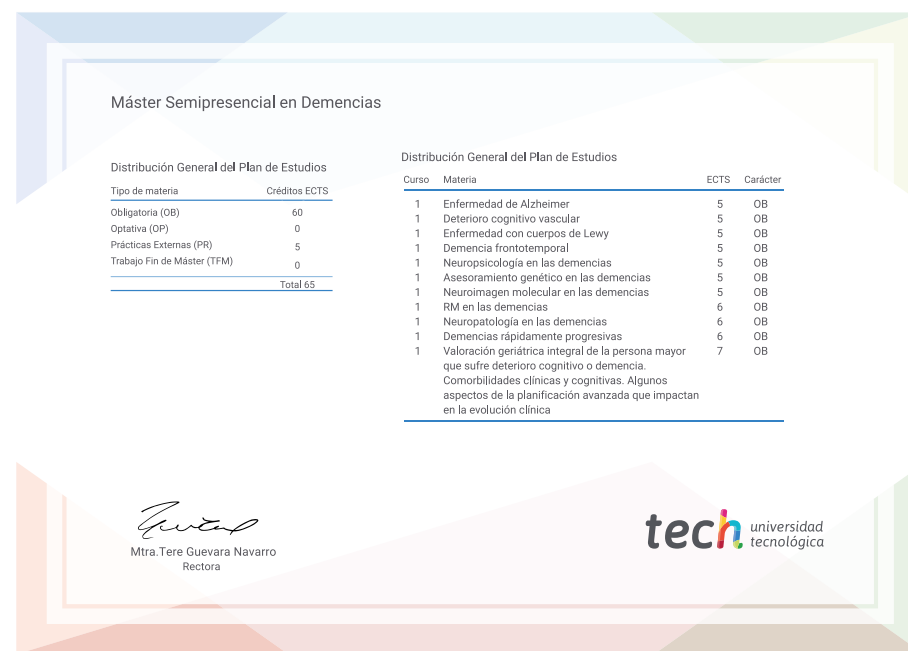 Máster Semipresencial en Demencias
Distribución General del Plan de Estudios
Tipo de materia Créditos ECTS
Obligatoria (OB) 60
Optativa (OP) 0
Prácticas Externas (PR) 5
Trabajo Fin de Máster (TFM) 0
Total 65
Distribución General del Plan de Estudios
Curso Materia ECTS Carácter
1 Enfermedad de Alzheimer 5 OB
1 Deterioro cognitivo vascular 5 OB
1 Enfermedad con cuerpos de Lewy 5 OB
1 Demencia frontotemporal 5 OB
1 Neuropsicología en las demencias 5 OB
1 Asesoramiento genético en las demencias 5 OB
1 Neuroimagen molecular en las demencias 5 OB
1 RM en las demencias 6 OB
1 Neuropatología en las demencias 6 OB
1 Demencias rápidamente progresivas 6 OB
1 Valoración geriátrica integral de la persona mayor 7 OB
que sufre deterioro cognitivo o demencia.
Comorbilidades clínicas y cognitivas. Algunos
aspectos de la planificación avanzada que impactan
en la evolución clínica
Mtra.Tere Guevara Navarro
Rectora
tech universidad
tecnológica